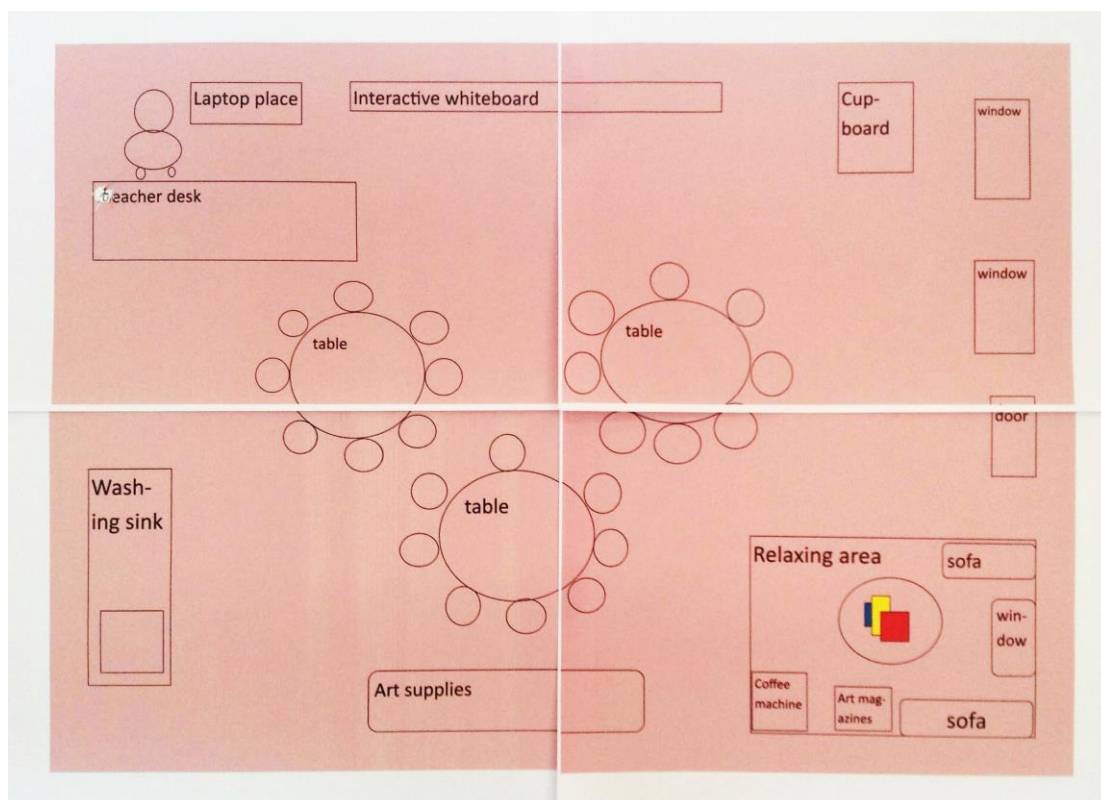 Laptop place
Interactive whiteboard
Cup-
board
window
teacher desk
window
table
table
door
Wash-
ing sink
table
Relaxing area
sofa
win-
dow
Coffee
machine
Art mag-
azines
sofa
Art supplies